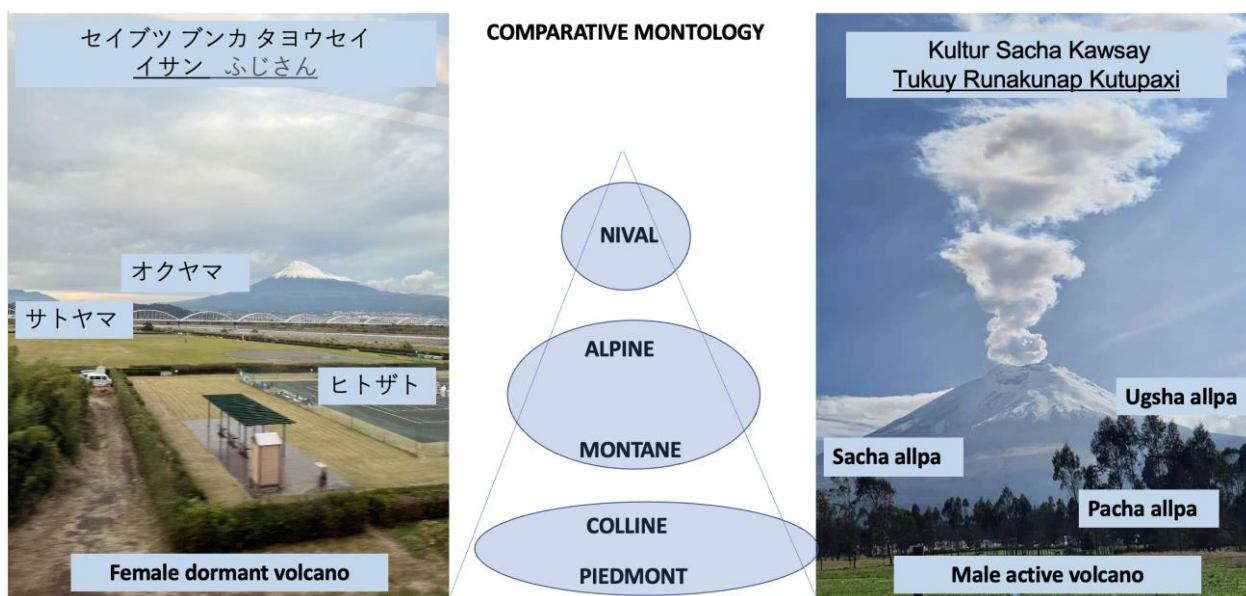 セイブツ ブンカ タヨウセイ
イサン ふじさん
オクヤマ
サトヤマ
ヒトザト
Female dormant volcano
COMPARATIVE MONTOLOGY
NIVAL
ALPINE
MONTANE
COLLINE
PIEDMONT
Kultur Sacha Kawsay
Tukuy Runakunap Kutupaxi
Ugsha allpa
Sacha allpa
Pacha allpa
Male active volcano